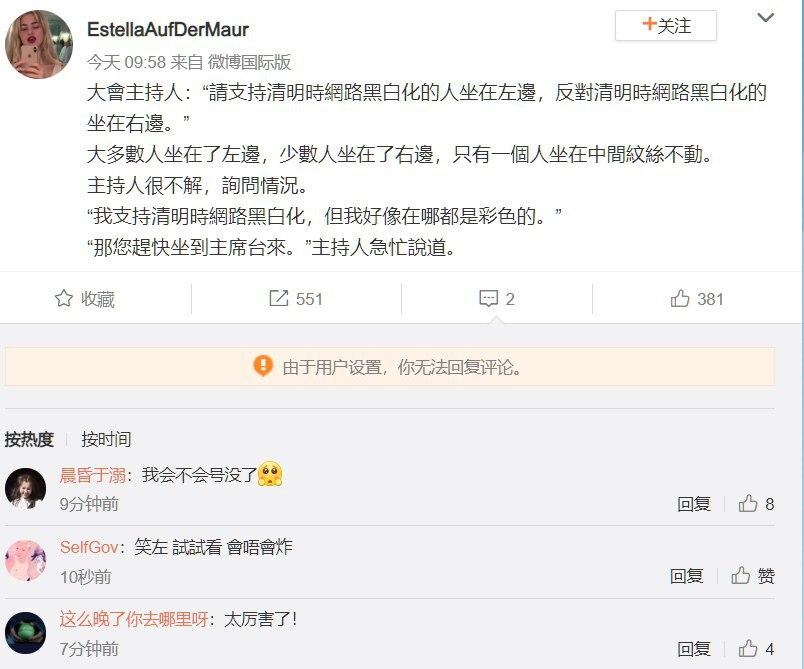 EstellaAufDerMaur
+关注
今天 09:58 来自 微博国际版
大會主持人：“請支持清明時網路黑白化的人坐在左邊，反對清明時網路黑白化的
坐在右邊。”
大多數人坐在了左邊，少數人坐在了右邊，只有一個人坐在中間紋絲不動。
主持人很不解，詢問情況。
“我支持清明時網路黑白化，但我好像在哪都是彩色的。”
“那您趕快坐到主席台來。”主持人急忙說道。
收藏 551 2 381
由于用户设置，你无法回复评论。
按热度 按时间
晨昏于溺：我会不会号没了🥺
9分钟前 回复 8
SelfGov：笑左 試試看 會唔會炸
10秒前 回复 赞
这么晚了你去哪里呀：太厉害了！
7分钟前 回复 4